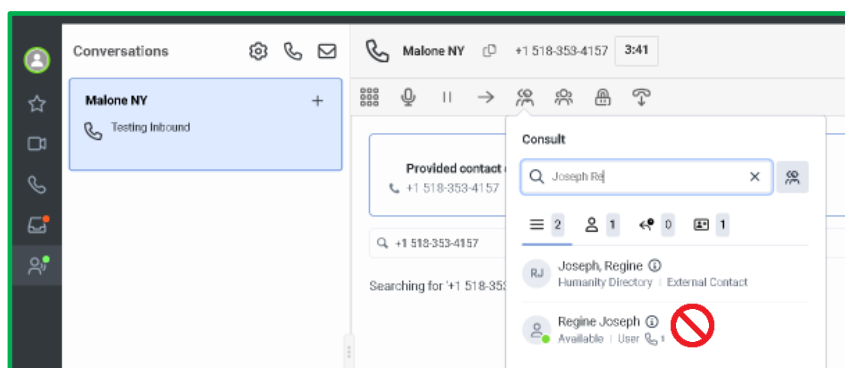 Conversations
Malone NY +1 518-353-4157 3:41
Malone NY
Testing Inbound
Consult
Provided contact
+1 518-353-4157
Joseph Re
2 1 0 1
+1 518-353-4157
Searching for '+1 518-35
RJ Joseph, Regine
Humanity Directory | External Contact
Regine Joseph
Available | User 1